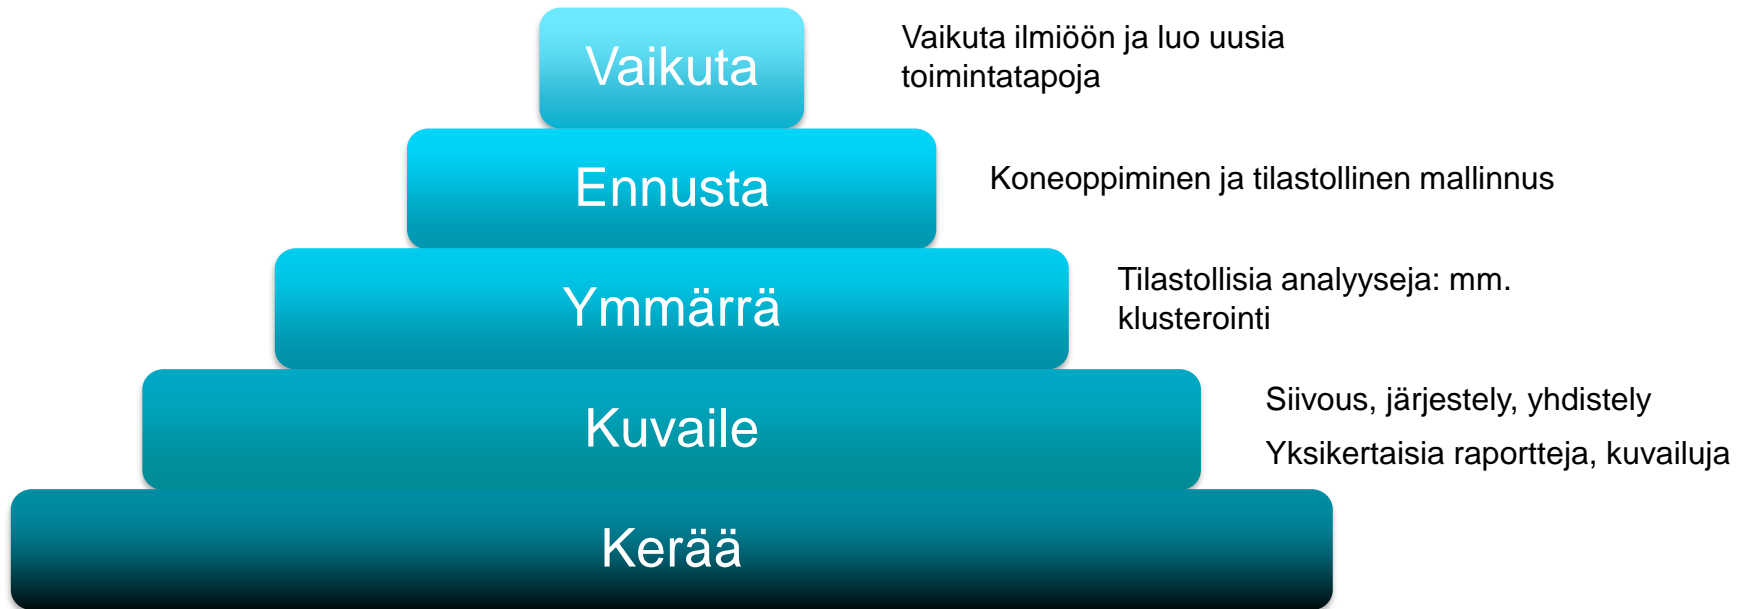 Vaikuta
Vaikuta ilmiöön ja luo uusia
toimintatapoja
Ennusta
Koneoppiminen ja tilastollinen mallinnus
Ymmärrä
Tilastollisia analyyseja: mm.
klusterointi
Kuvaile
Siivous, järjestely, yhdistely
Yksikertaisia raportteja, kuvailuja
Kerää